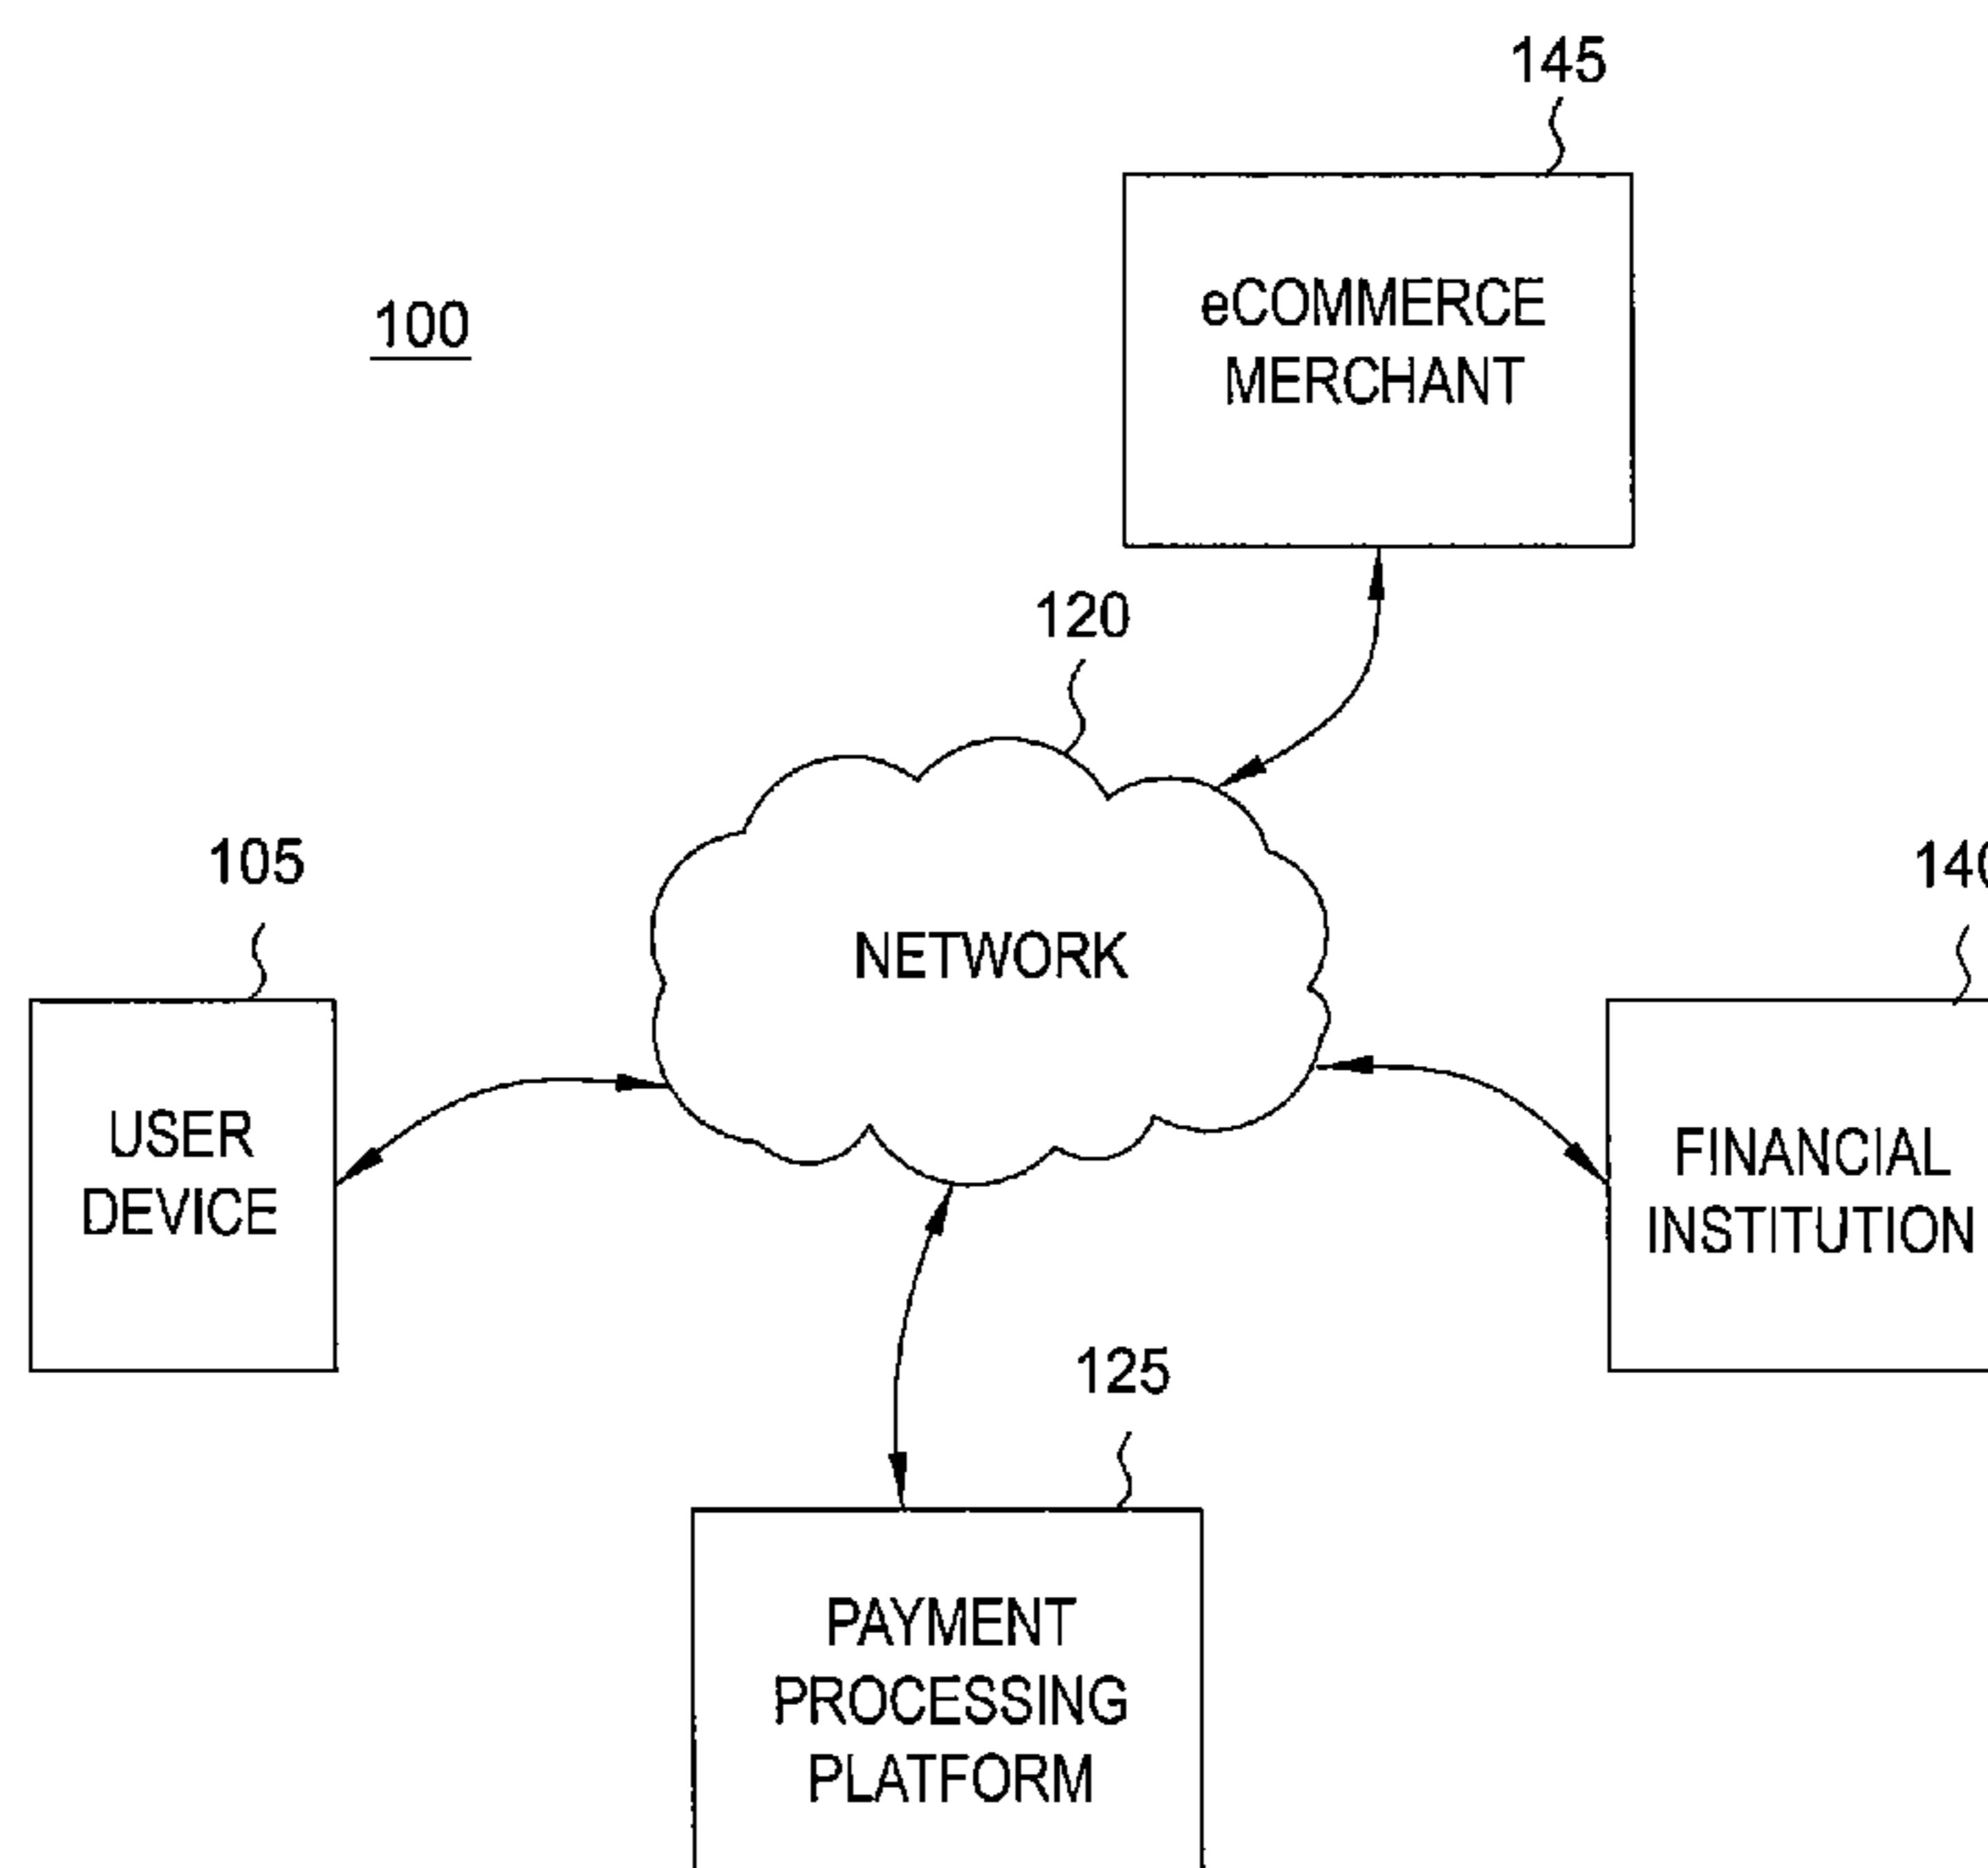 145
100
eCOMMERCE
MERCHANT
120
105
NETWORK
USER
DEVICE
FINANCIAL
INSTITUTION
125
PAYMENT
PROCESSING
PLATFORM